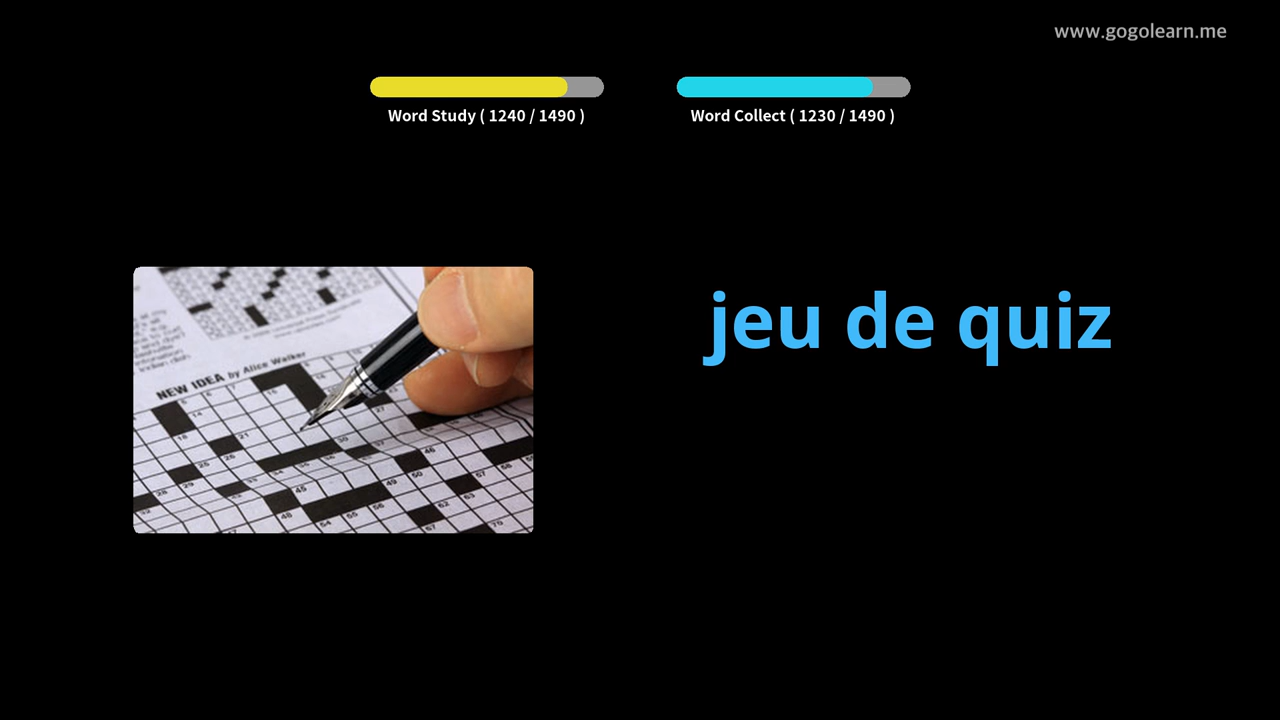 www.gogolearn.me
Word Study ( 1240 / 1490 )
Word Collect ( 1230 / 1490 )
jeu de quiz
NEW IDEA by Alice Walker